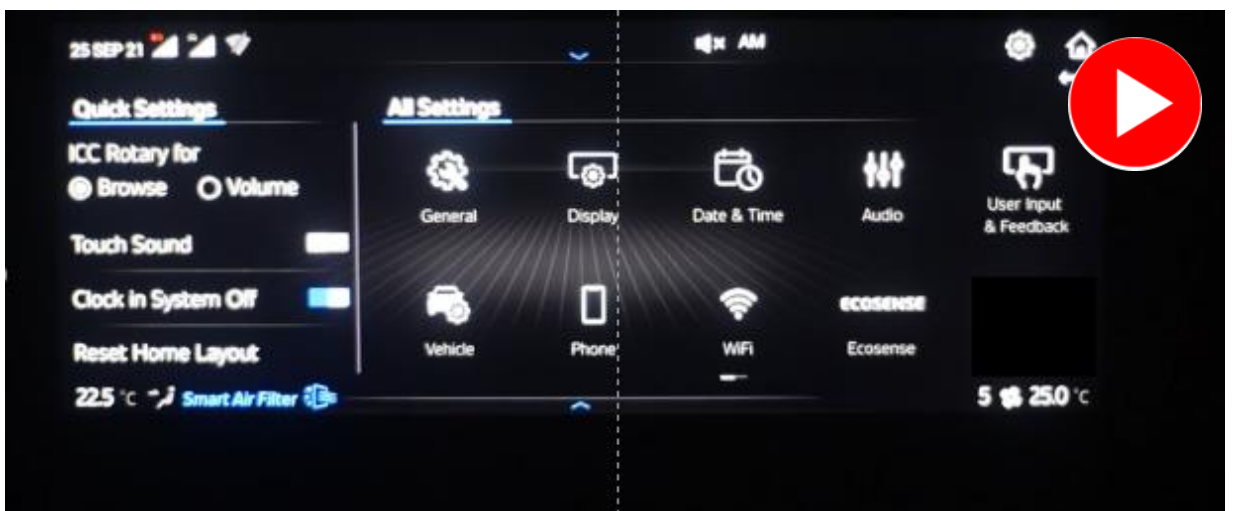 25 SEP 21
AM
Quick Settings
All Settings
ICC Rotary for
Browse
Volume
Touch Sound
Clock in System Off
Reset Home Layout
General
Display
Date & Time
Audio
User Input
& Feedback
Vehicle
Phone
WiFi
ECOSENSE
Ecosense
22.5 °C
Smart Air Filter
5
25.0 °C